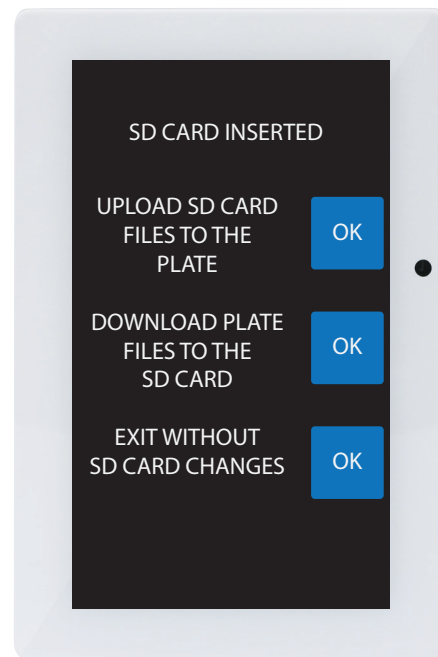 SD CARD INSERTED
UPLOAD SD CARD
FILES TO THE
PLATE
OK
DOWNLOAD PLATE
FILES TO THE
SD CARD
OK
EXIT WITHOUT
SD CARD CHANGES
OK